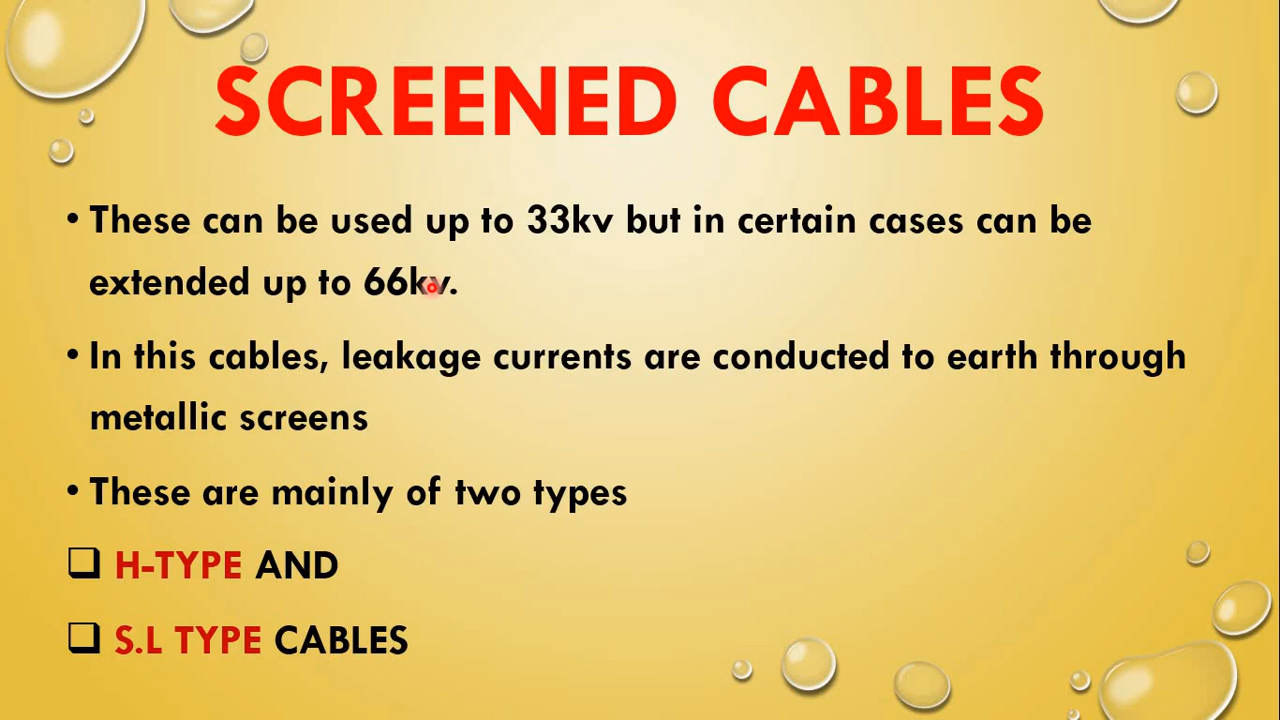 SCREENED CABLES
• These can be used up to 33kv but in certain cases can be
extended up to 66kv.
• In this cables, leakage currents are conducted to earth through
metallic screens
• These are mainly of two types
❑ H-TYPE AND
❑ S.L TYPE CABLES